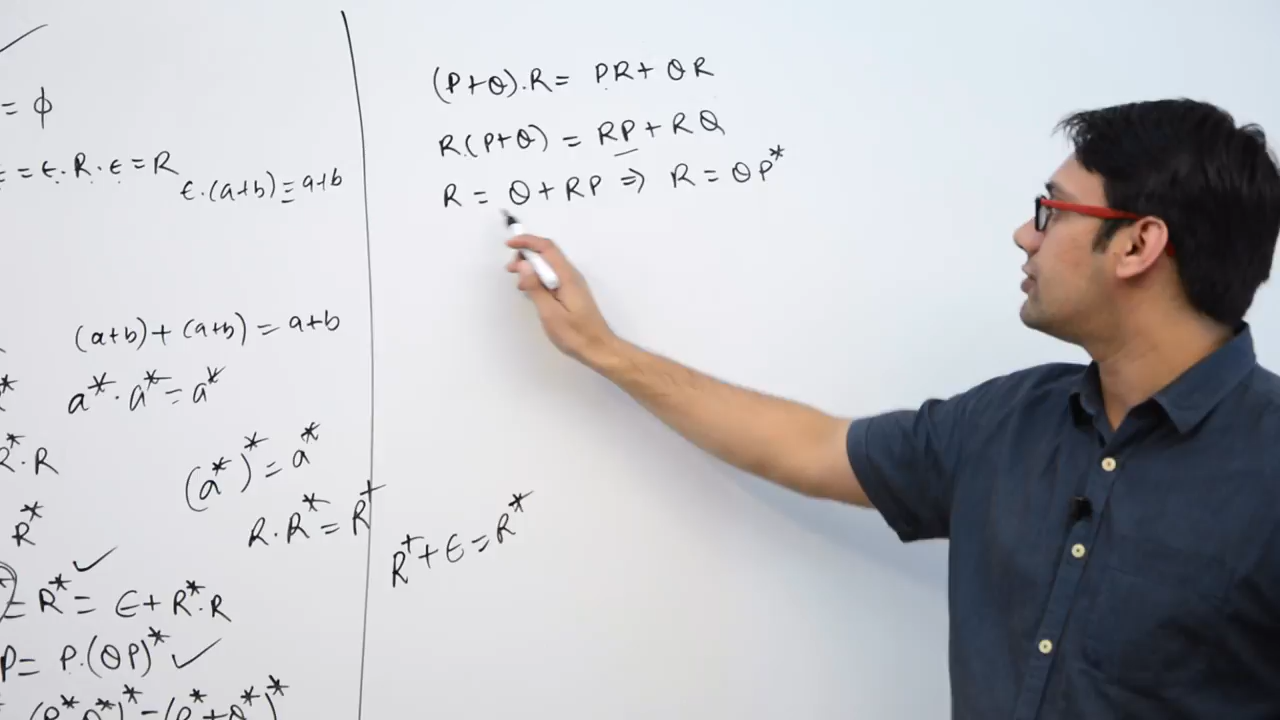 = ϕ
= ϵ.R.ϵ = R
ϵ.(a+b) = a+b
(a+b)+(a+b) = a+b
a*.a* = a*
R*.R
(a*)* = a*
R*
R.R* = R⁺
= R* = ϵ + R*.R
P = P.(QP)*
(P+Q).R = PR + QR
R.(P+Q) = RP + RQ
R = Q + RP ⇒ R = QP*
R⁺ + ϵ = R*